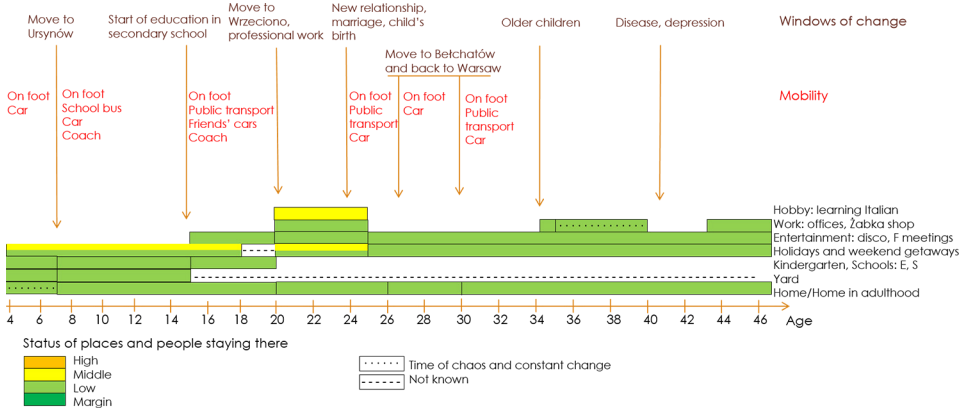 Move to
Ursynów
Start of education in
secondary school
Move to
Wrzeciono,
professional work
New relationship,
marriage, child's
birth
Move to Bełchatów
and back to Warsaw
Older children
Disease, depression
Windows of change
On foot
Car
On foot
School bus
Car
Coach
On foot
Public transport
Friends' cars
Coach
On foot
Public
transport
Car
On foot
Car
On foot
Public
transport
Car
Mobility
Hobby: learning Italian
Work: offices, Żabka shop
Entertainment: disco, F meetings
Holidays and weekend getaways
Kindergarten, Schools: E, S
Yard
Home/Home in adulthood
4 6 8 10 12 14 16 18 20 22 24 26 28 30 32 34 36 38 40 42 44 46 Age
Status of places and people staying there
High
Middle
Low
Margin
Time of chaos and constant change
Not known